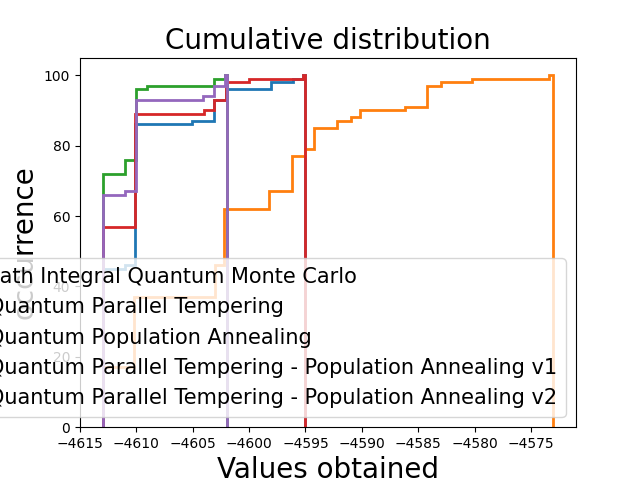 Cumulative distribution
100
80
60
40
20
0
occurrence
ath Integral Quantum Monte Carlo
Quantum Parallel Tempering
Quantum Population Annealing
Quantum Parallel Tempering - Population Annealing v1
Quantum Parallel Tempering - Population Annealing v2
−4615 −4610 −4605 −4600 −4595 −4590 −4585 −4580 −4575
Values obtained